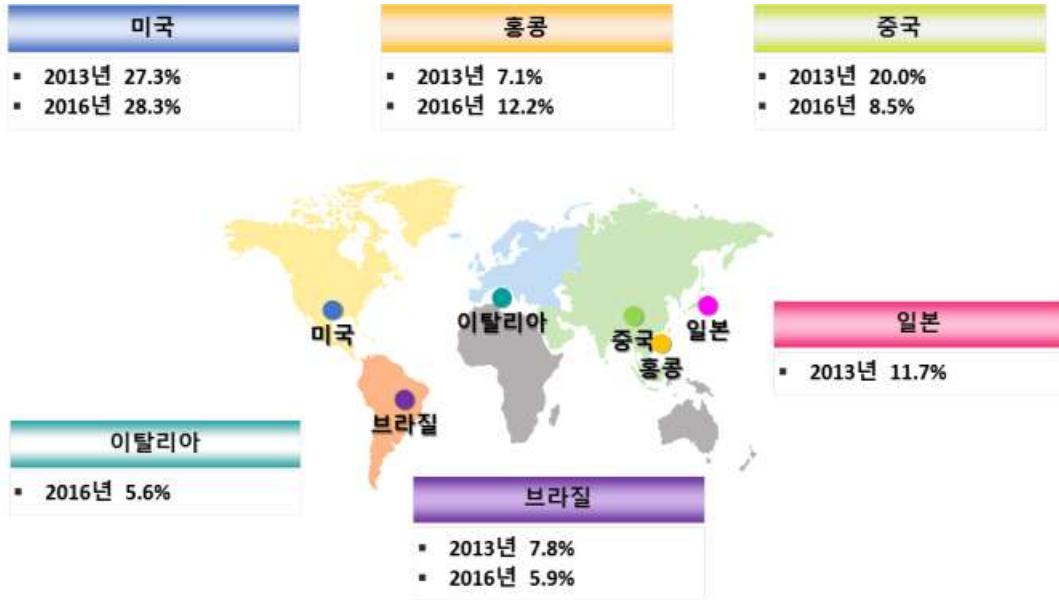 미국
▪ 2013년 27.3%
▪ 2016년 28.3%
홍콩
▪ 2013년 7.1%
▪ 2016년 12.2%
중국
▪ 2013년 20.0%
▪ 2016년 8.5%
미국
이탈리아
중국
홍콩
일본
브라질
일본
▪ 2013년 11.7%
이탈리아
▪ 2016년 5.6%
브라질
▪ 2013년 7.8%
▪ 2016년 5.9%